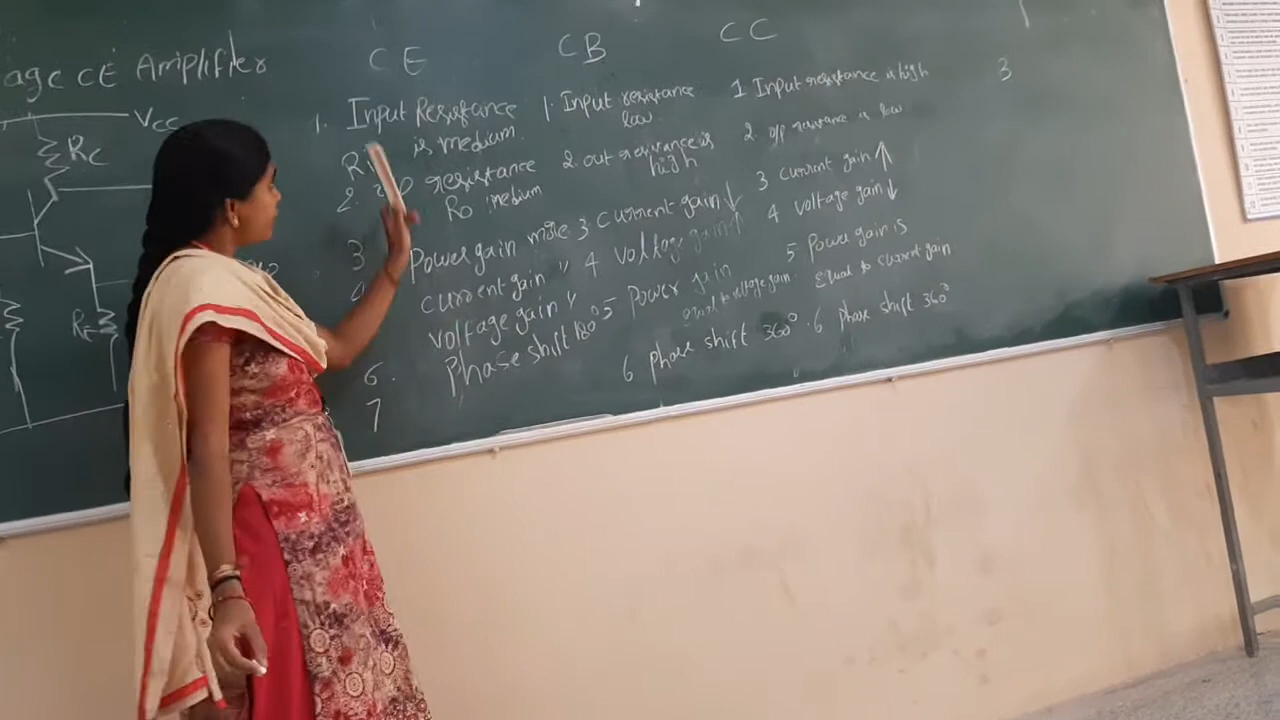 age CE Amplifier
VCC
RC
RE
CE
1. Input Resistance
is medium.
2. resistance
Ro medium
3 Power gain more
4 current gain "
voltage gain "
6. Phase shift 180°
7
CB
1. Input resistance
low
2. out resistance is
high
3 Current gain ↓
4 voltage gain ↑
5 Power gain
equal to voltage gain.
6 phase shift 360°.
CC
1 Input resistance is high
2. o/p resistance is low
3 current gain ↑
4 voltage gain ↓
5 Power gain is
Equal to current gain
6 phase shift 360°
3